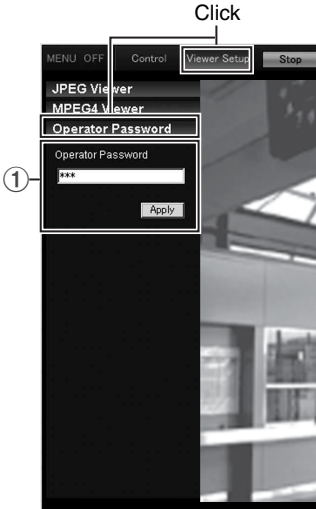 Click
MENU OFF Control Viewer Setup Stop
JPEG Viewer
MPEG4 Viewer
Operator Password
Operator Password
①
***
Apply